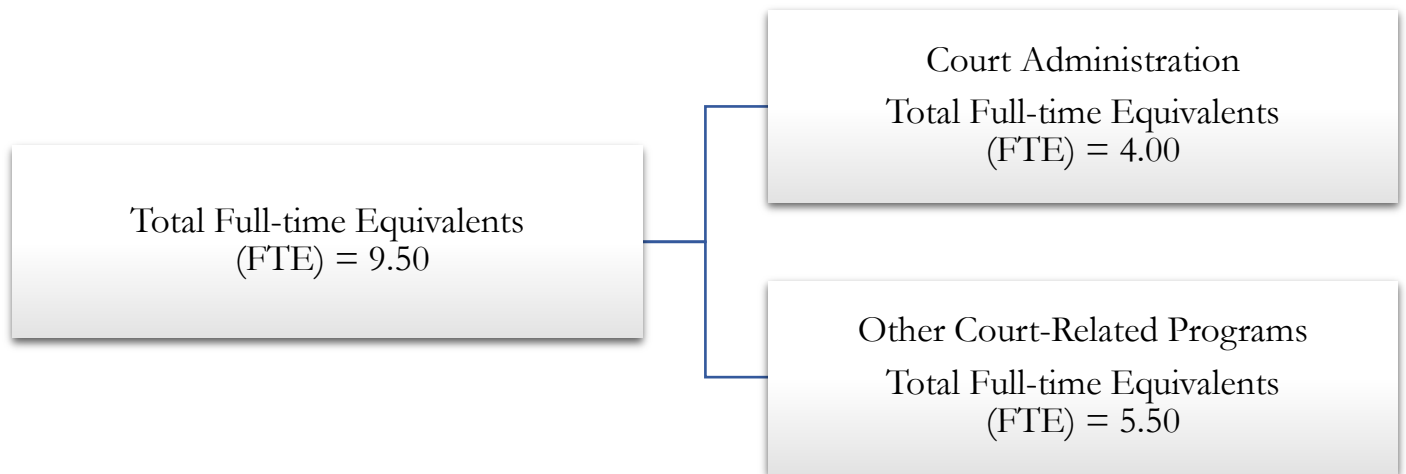 Total Full-time Equivalents
(FTE) = 9.50
Court Administration
Total Full-time Equivalents
(FTE) = 4.00
Other Court-Related Programs
Total Full-time Equivalents
(FTE) = 5.50